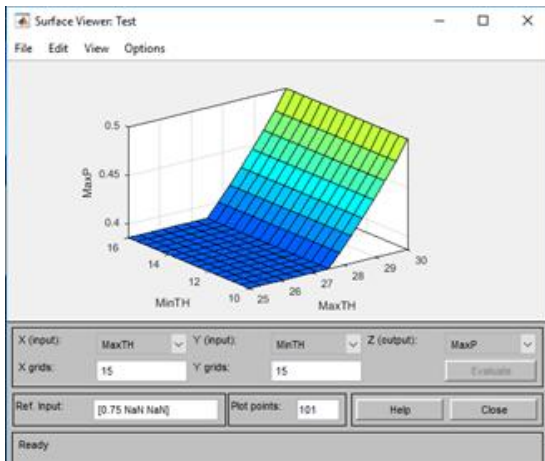 Surface Viewer: Test
File Edit View Options
0.5
0.45
0.4
MaxP
16
14
12
10
MinTH
25
26
27
28
29
30
MaxTH
X (input): MaxTH Y (input): MinTH Z (output): MaxP
X grids: 15 Y grids: 15 Evaluate
Ref. Input: [0.75 NaN NaN] Plot points: 101 Help Close
Ready